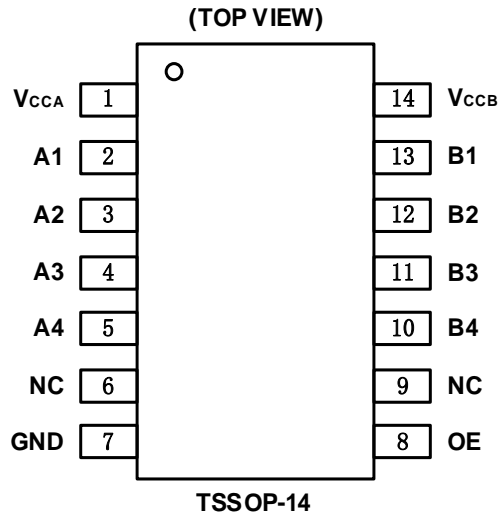 (TOP VIEW)
VCCA 1 14 VCCB
A1 2 13 B1
A2 3 12 B2
A3 4 11 B3
A4 5 10 B4
NC 6 9 NC
GND 7 8 OE
TSSOP-14